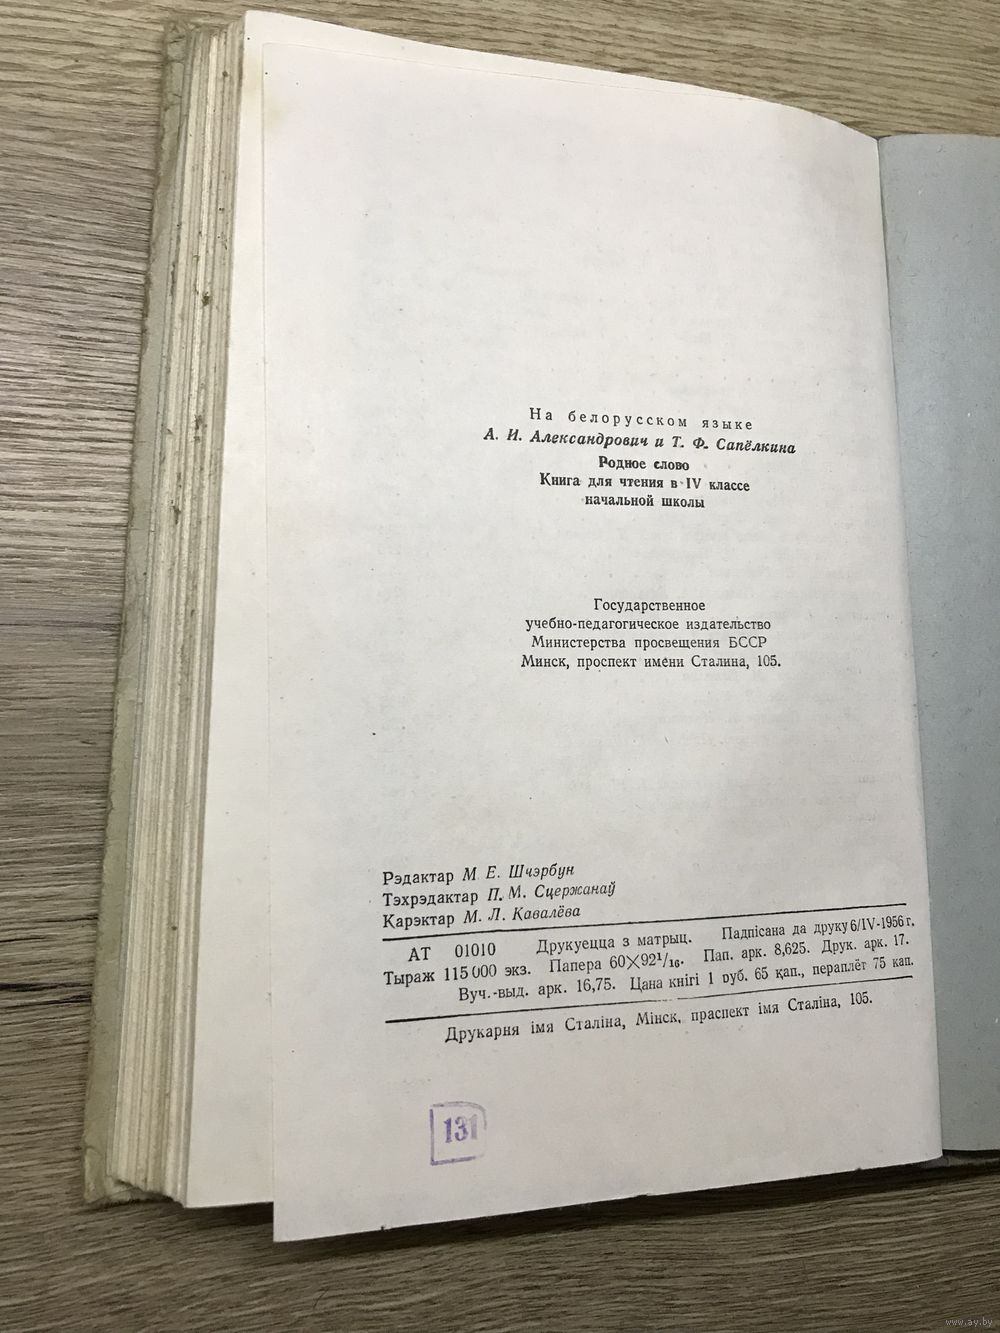 На белорусском языке
А. И. Александрович и Т. Ф. Сапёлкина
Родное слово
Книга для чтения в IV классе
начальной школы
Государственное
учебно-педагогическое издательство
Министерства просвещения БССР
Минск, проспект имени Сталина, 105.
Рэдактар М. Е. Шчэрбун
Тэхрэдактар П. М. Сцержанаў
Карэктар М. Л. Кавалёва
АТ 01010 Друкуецца з матрыц. Падпісана да друку 6/IV-1956 г.
Тыраж 115 000 экз. Папера 60×92¹/₁₆. Пап. арк. 8,625. Друк. арк. 17.
Вуч.-выд. арк. 16,75. Цана кнігі 1 руб. 65 кап., пераплёт 75 кап.
Друкарня імя Сталіна, Мінск, праспект імя Сталіна, 105.
131
www.ay.by